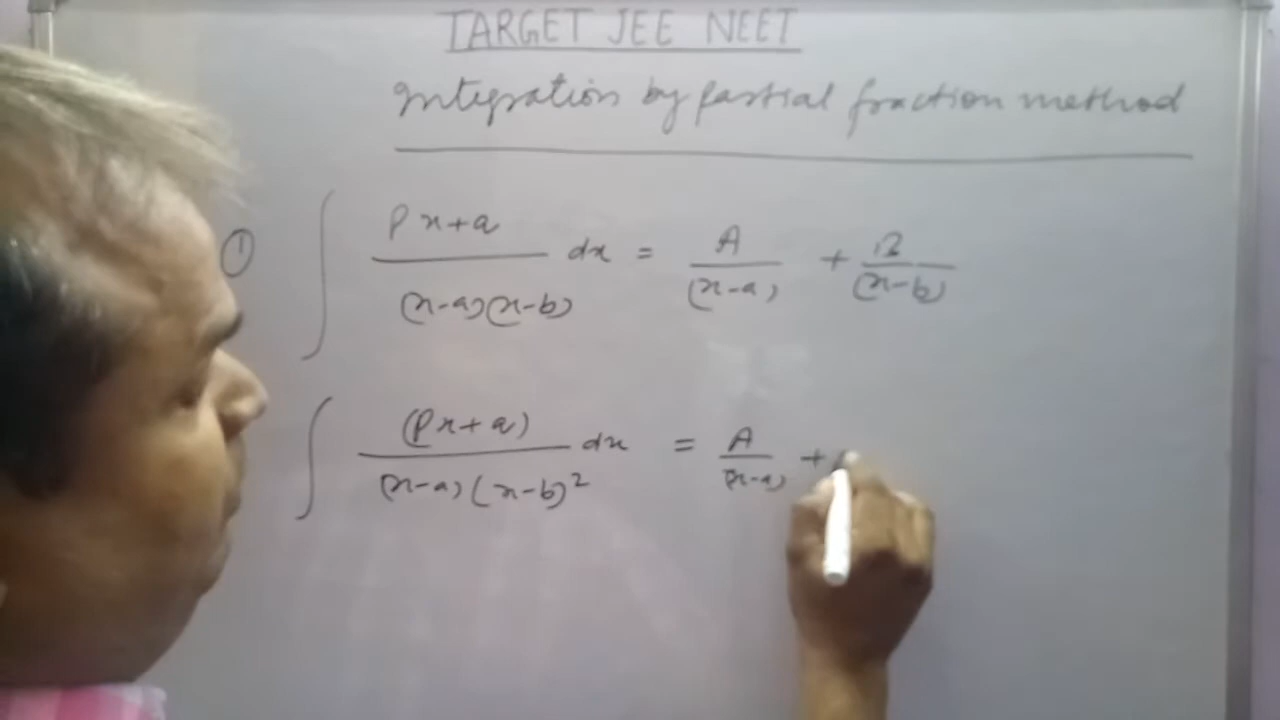 TARGET JEE NEET
Integration by partial fraction method
① ∫ (Px+q)/((x-a)(x-b)) dx = A/(x-a) + B/(x-b)
∫ (Px+q)/((x-a)(x-b)²) dx = A/(x-a) +